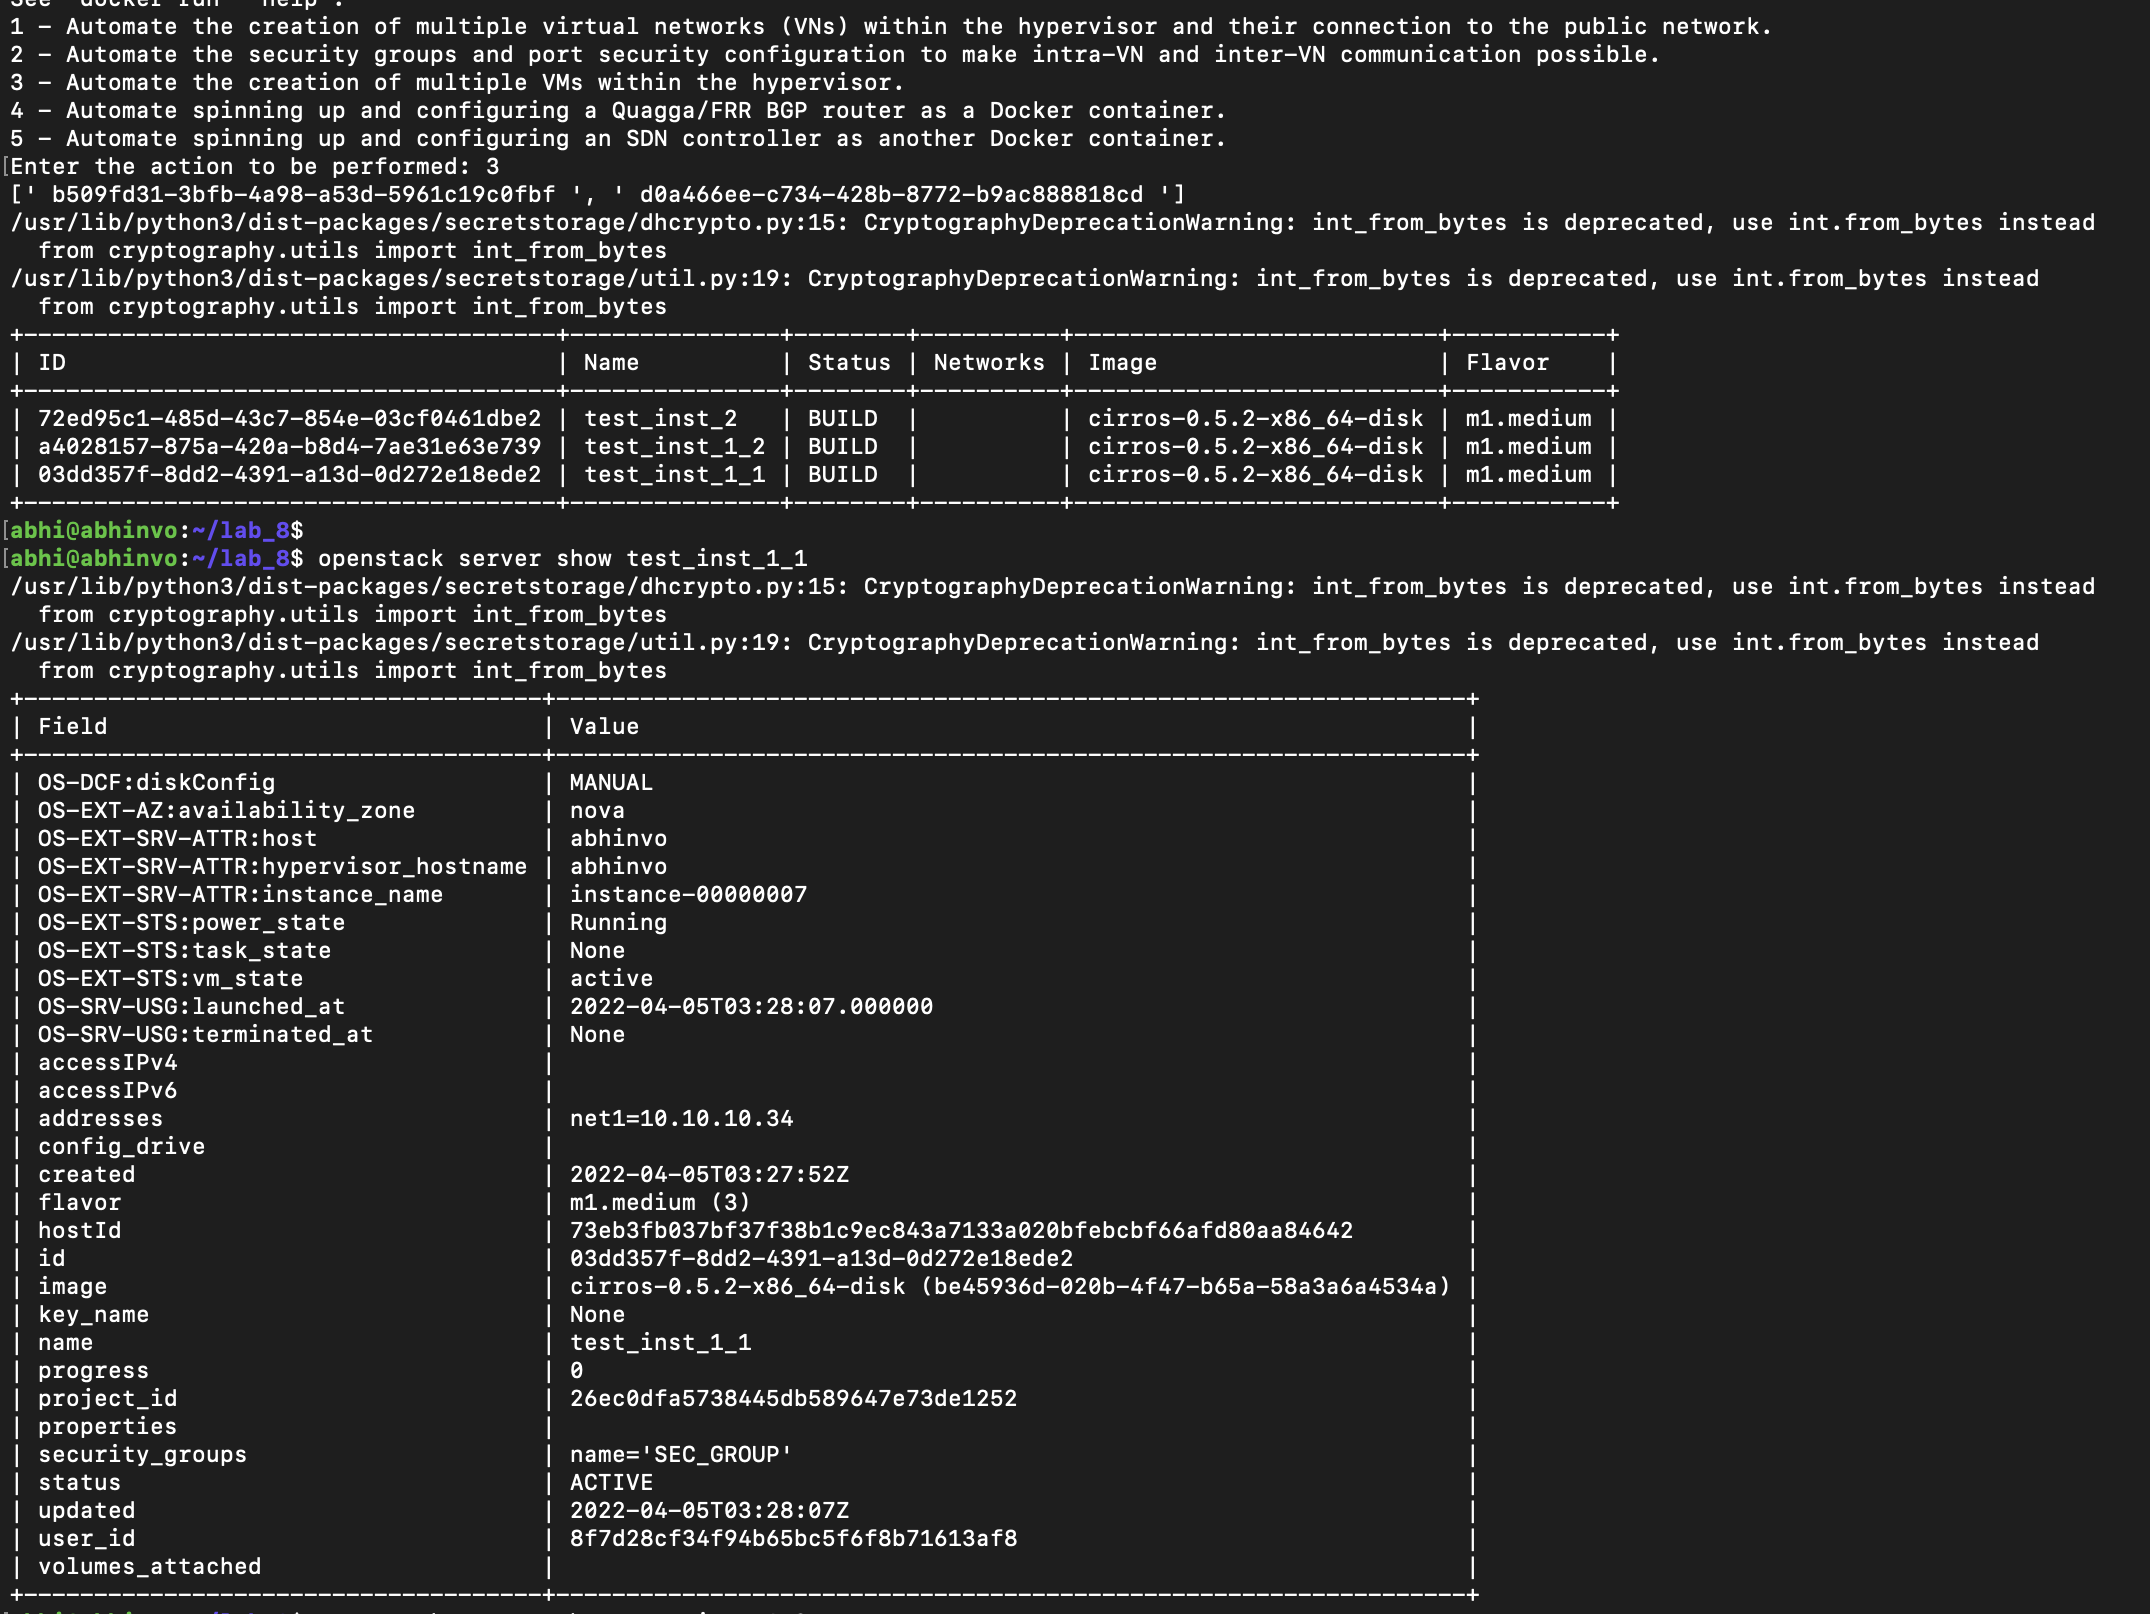 See 'docker run --help'.
1 - Automate the creation of multiple virtual networks (VNs) within the hypervisor and their connection to the public network.
2 - Automate the security groups and port security configuration to make intra-VN and inter-VN communication possible.
3 - Automate the creation of multiple VMs within the hypervisor.
4 - Automate spinning up and configuring a Quagga/FRR BGP router as a Docker container.
5 - Automate spinning up and configuring an SDN controller as another Docker container.
[Enter the action to be performed: 3
[' b509fd31-3bfb-4a98-a53d-5961c19c0fbf ', ' d0a466ee-c734-428b-8772-b9ac888818cd ']
/usr/lib/python3/dist-packages/secretstorage/dhcrypto.py:15: CryptographyDeprecationWarning: int_from_bytes is deprecated, use int.from_bytes instead
  from cryptography.utils import int_from_bytes
/usr/lib/python3/dist-packages/secretstorage/util.py:19: CryptographyDeprecationWarning: int_from_bytes is deprecated, use int.from_bytes instead
  from cryptography.utils import int_from_bytes
+--------------------------------------+---------------+--------+----------+--------------------------+-----------+
| ID                                   | Name          | Status | Networks | Image                    | Flavor    |
+--------------------------------------+---------------+--------+----------+--------------------------+-----------+
| 72ed95c1-485d-43c7-854e-03cf0461dbe2 | test_inst_2   | BUILD  |          | cirros-0.5.2-x86_64-disk | m1.medium |
| a4028157-875a-420a-b8d4-7ae31e63e739 | test_inst_1_2 | BUILD  |          | cirros-0.5.2-x86_64-disk | m1.medium |
| 03dd357f-8dd2-4391-a13d-0d272e18ede2 | test_inst_1_1 | BUILD  |          | cirros-0.5.2-x86_64-disk | m1.medium |
+--------------------------------------+---------------+--------+----------+--------------------------+-----------+
[abhi@abhinvo:~/lab_8$
[abhi@abhinvo:~/lab_8$ openstack server show test_inst_1_1
/usr/lib/python3/dist-packages/secretstorage/dhcrypto.py:15: CryptographyDeprecationWarning: int_from_bytes is deprecated, use int.from_bytes instead
  from cryptography.utils import int_from_bytes
/usr/lib/python3/dist-packages/secretstorage/util.py:19: CryptographyDeprecationWarning: int_from_bytes is deprecated, use int.from_bytes instead
  from cryptography.utils import int_from_bytes
+-------------------------------------+-----------------------------------------------------------------+
| Field                               | Value                                                           |
+-------------------------------------+-----------------------------------------------------------------+
| OS-DCF:diskConfig                   | MANUAL                                                          |
| OS-EXT-AZ:availability_zone         | nova                                                            |
| OS-EXT-SRV-ATTR:host                | abhinvo                                                         |
| OS-EXT-SRV-ATTR:hypervisor_hostname | abhinvo                                                         |
| OS-EXT-SRV-ATTR:instance_name       | instance-00000007                                               |
| OS-EXT-STS:power_state              | Running                                                         |
| OS-EXT-STS:task_state               | None                                                            |
| OS-EXT-STS:vm_state                 | active                                                          |
| OS-SRV-USG:launched_at              | 2022-04-05T03:28:07.000000                                      |
| OS-SRV-USG:terminated_at            | None                                                            |
| accessIPv4                          |                                                                 |
| accessIPv6                          |                                                                 |
| addresses                           | net1=10.10.10.34                                                |
| config_drive                        |                                                                 |
| created                             | 2022-04-05T03:27:52Z                                            |
| flavor                              | m1.medium (3)                                                   |
| hostId                              | 73eb3fb037bf37f38b1c9ec843a7133a020bfebcbf66afd80aa84642        |
| id                                  | 03dd357f-8dd2-4391-a13d-0d272e18ede2                            |
| image                               | cirros-0.5.2-x86_64-disk (be45936d-020b-4f47-b65a-58a3a6a4534a) |
| key_name                            | None                                                            |
| name                                | test_inst_1_1                                                   |
| progress                            | 0                                                               |
| project_id                          | 26ec0dfa5738445db589647e73de1252                                |
| properties                          |                                                                 |
| security_groups                     | name='SEC_GROUP'                                                |
| status                              | ACTIVE                                                          |
| updated                             | 2022-04-05T03:28:07Z                                            |
| user_id                             | 8f7d28cf34f94b65bc5f6f8b71613af8                                |
| volumes_attached                    |                                                                 |
+-------------------------------------+-----------------------------------------------------------------+